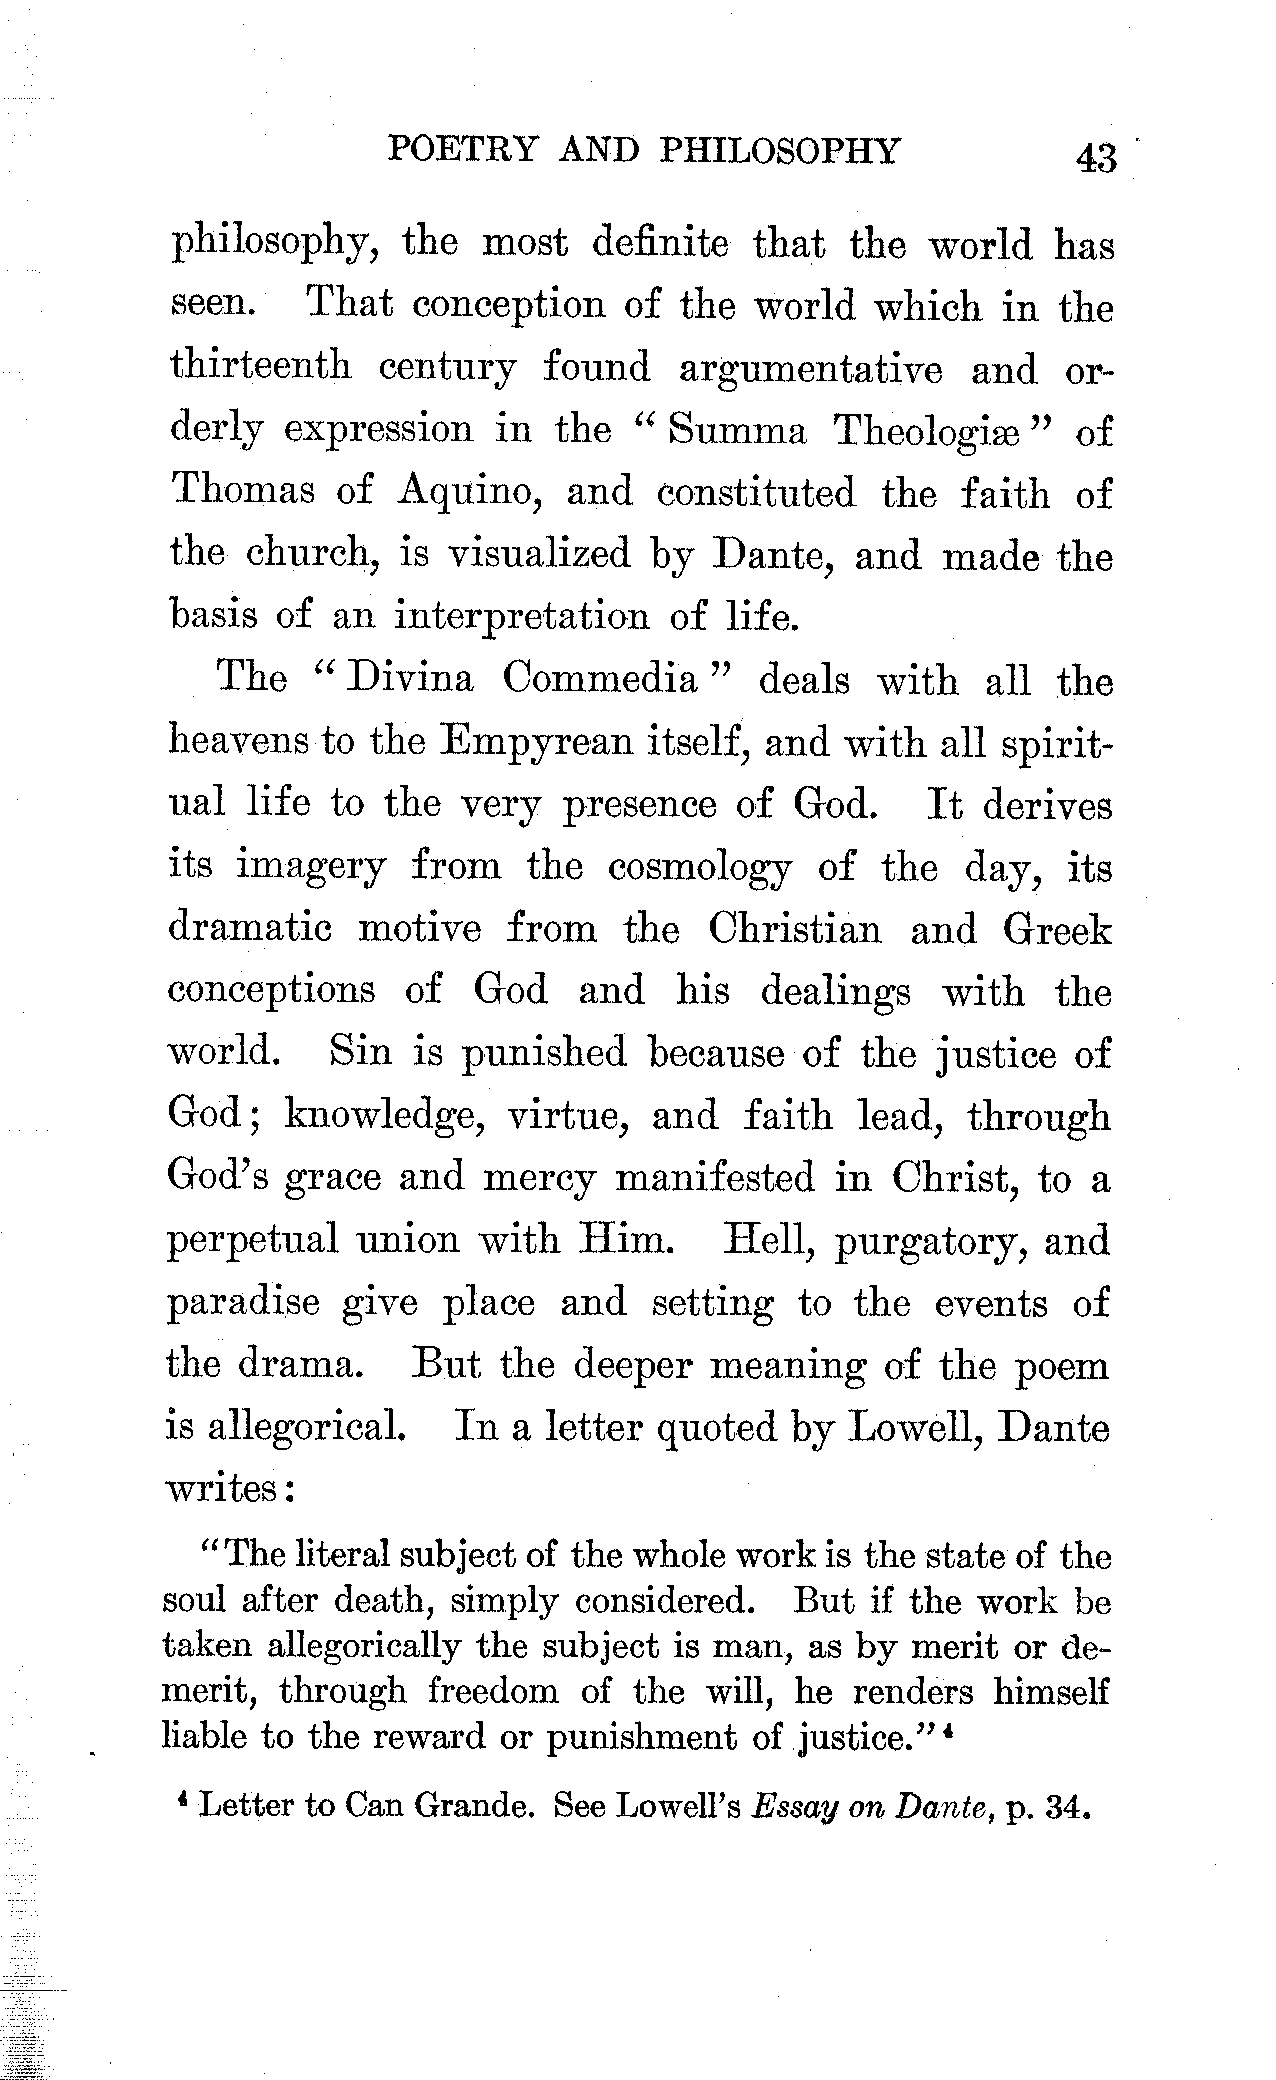 POETRY AND PHILOSOPHY 43
philosophy, the most definite that the world has
seen. That conception of the world which in the
thirteenth century found argumentative and or-
derly expression in the “ Summa Theologiæ ” of
Thomas of Aquino, and constituted the faith of
the church, is visualized by Dante, and made the
basis of an interpretation of life.
The “ Divina Commedia ” deals with all the
heavens to the Empyrean itself, and with all spirit-
ual life to the very presence of God. It derives
its imagery from the cosmology of the day, its
dramatic motive from the Christian and Greek
conceptions of God and his dealings with the
world. Sin is punished because of the justice of
God; knowledge, virtue, and faith lead, through
God’s grace and mercy manifested in Christ, to a
perpetual union with Him. Hell, purgatory, and
paradise give place and setting to the events of
the drama. But the deeper meaning of the poem
is allegorical. In a letter quoted by Lowell, Dante
writes:
“The literal subject of the whole work is the state of the
soul after death, simply considered. But if the work be
taken allegorically the subject is man, as by merit or de-
merit, through freedom of the will, he renders himself
liable to the reward or punishment of justice.”⁴
⁴ Letter to Can Grande. See Lowell’s Essay on Dante, p. 34.